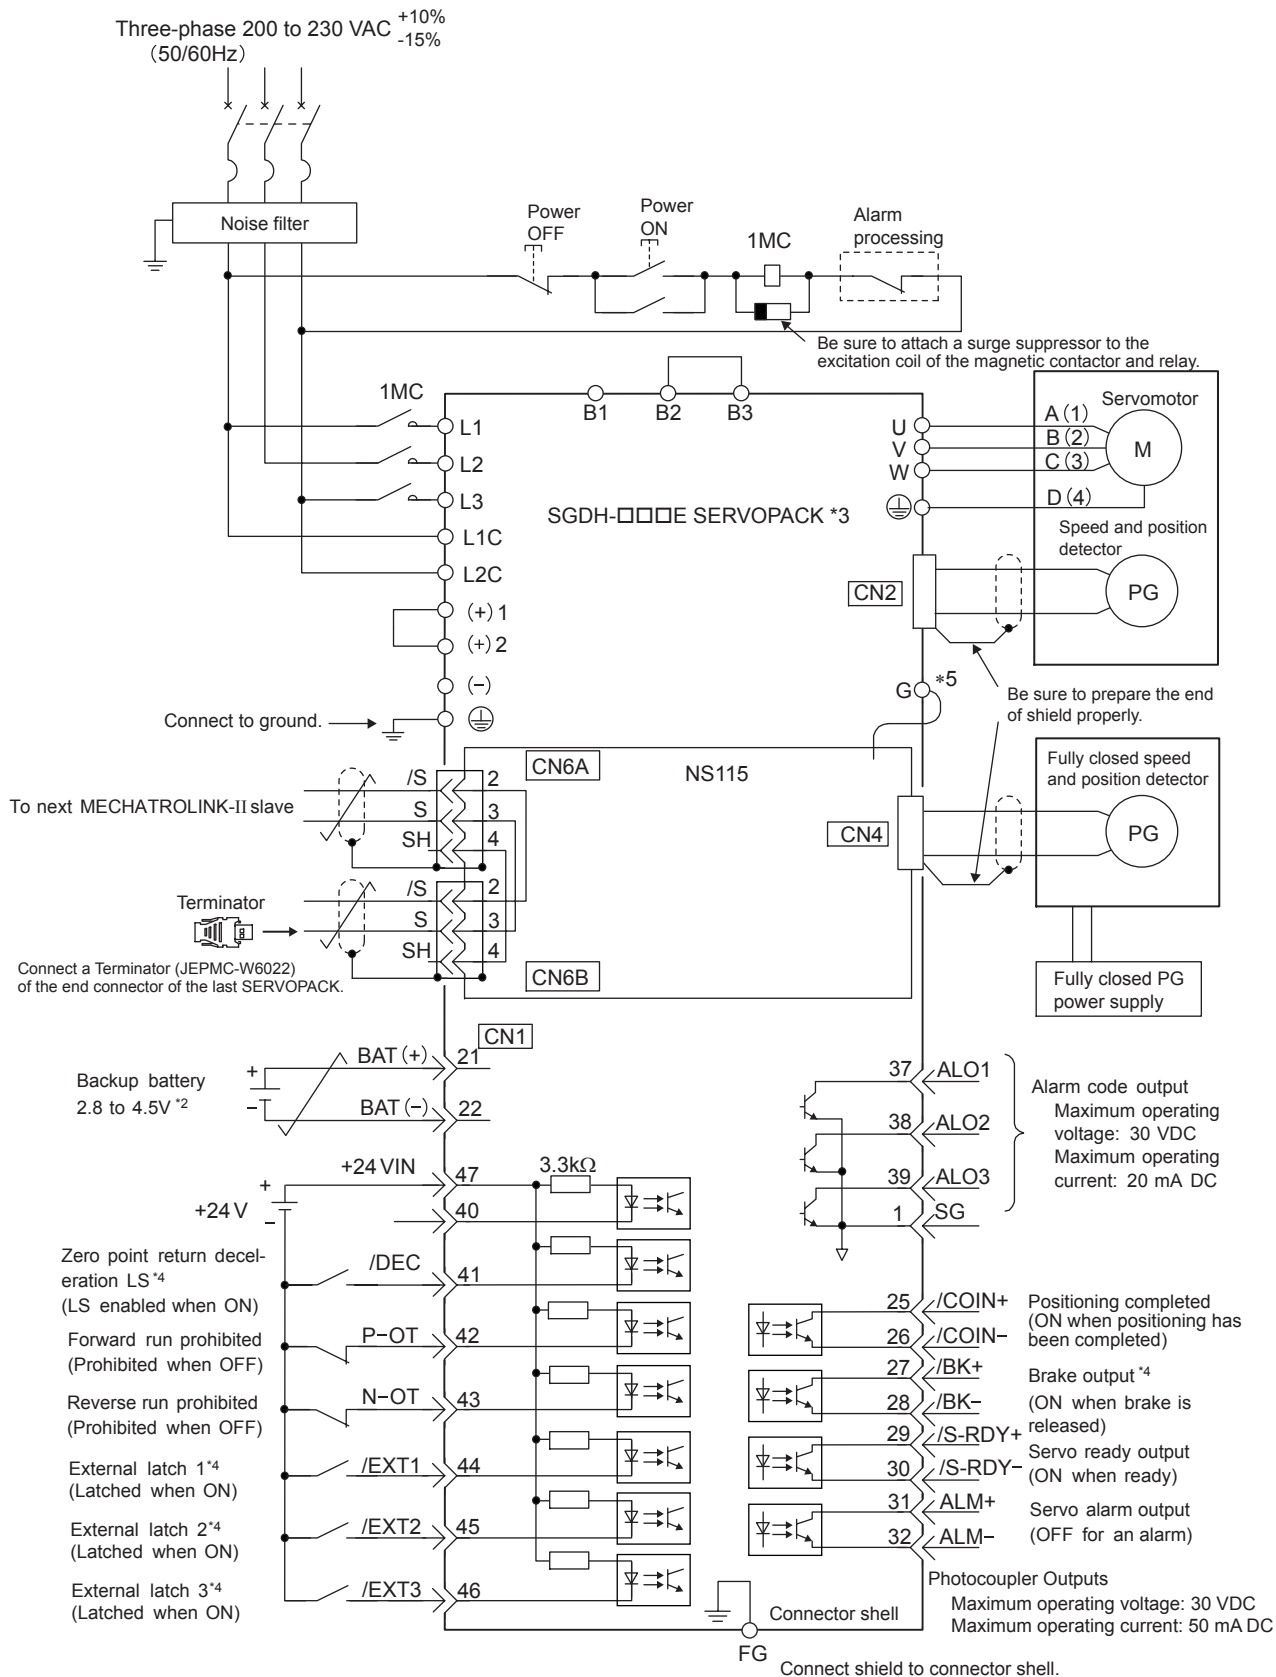 Three-phase 200 to 230 VAC +10% -15%
(50/60Hz)
Noise filter
Power
OFF
Power
ON
1MC
Alarm
processing
Be sure to attach a surge suppressor to the
excitation coil of the magnetic contactor and relay.
1MC
B1
B2
B3
L1
L2
L3
L1C
L2C
(+) 1
(+) 2
(−)
Connect to ground.
SGDH-□□□E SERVOPACK *3
U
V
W
A (1)
B (2)
C (3)
D (4)
Servomotor
M
Speed and position
detector
PG
CN2
G
*5
Be sure to prepare the end
of shield properly.
CN6A
NS115
CN4
Fully closed speed
and position detector
PG
Fully closed PG
power supply
To next MECHATROLINK-II slave
/S
2
S
3
SH
4
Terminator
/S
2
S
3
SH
4
CN6B
Connect a Terminator (JEPMC-W6022)
of the end connector of the last SERVOPACK.
CN1
Backup battery
2.8 to 4.5V *2
+
−
BAT (+)
21
BAT (−)
22
+24 V
+
−
+24 VIN
47
3.3kΩ
40
Zero point return decel-
eration LS *4
(LS enabled when ON)
/DEC
41
Forward run prohibited
(Prohibited when OFF)
P−OT
42
Reverse run prohibited
(Prohibited when OFF)
N−OT
43
External latch 1 *4
(Latched when ON)
/EXT1
44
External latch 2 *4
(Latched when ON)
/EXT2
45
External latch 3 *4
(Latched when ON)
/EXT3
46
37
ALO1
38
ALO2
39
ALO3
1
SG
Alarm code output
Maximum operating
voltage: 30 VDC
Maximum operating
current: 20 mA DC
25
/COIN+
26
/COIN−
Positioning completed
(ON when positioning has
been completed)
27
/BK+
28
/BK−
Brake output *4
(ON when brake is
released)
29
/S-RDY+
30
/S-RDY−
Servo ready output
(ON when ready)
31
ALM+
32
ALM−
Servo alarm output
(OFF for an alarm)
Photocoupler Outputs
Maximum operating voltage: 30 VDC
Maximum operating current: 50 mA DC
Connector shell
FG
Connect shield to connector shell.